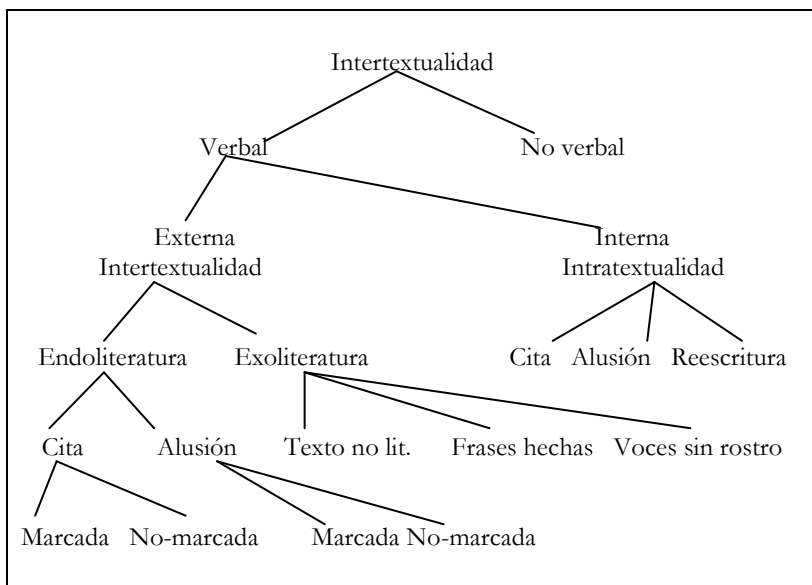 Intertextualidad
Verbal No verbal
Externa Interna
Intertextualidad Intratextualidad
Endoliteratura Exoliteratura Cita Alusión Reescritura
Cita Alusión Texto no lit. Frases hechas Voces sin rostro
Marcada No-marcada Marcada No-marcada